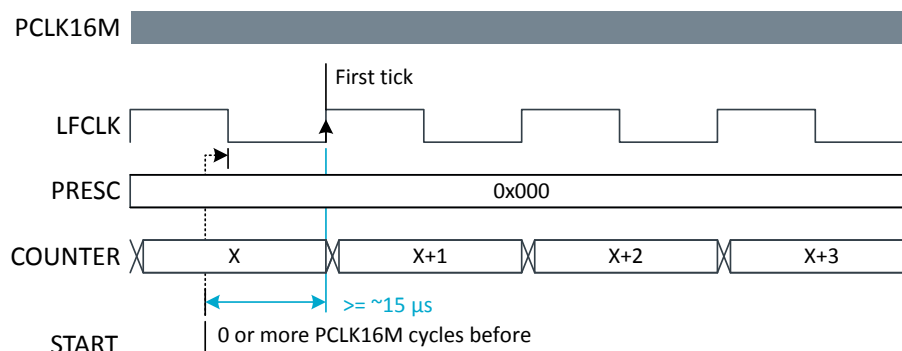 PCLK16M
First tick
LFCLK
PRESC
0x000
COUNTER
X
X+1
X+2
X+3
>= ~15 µs
0 or more PCLK16M cycles before
START